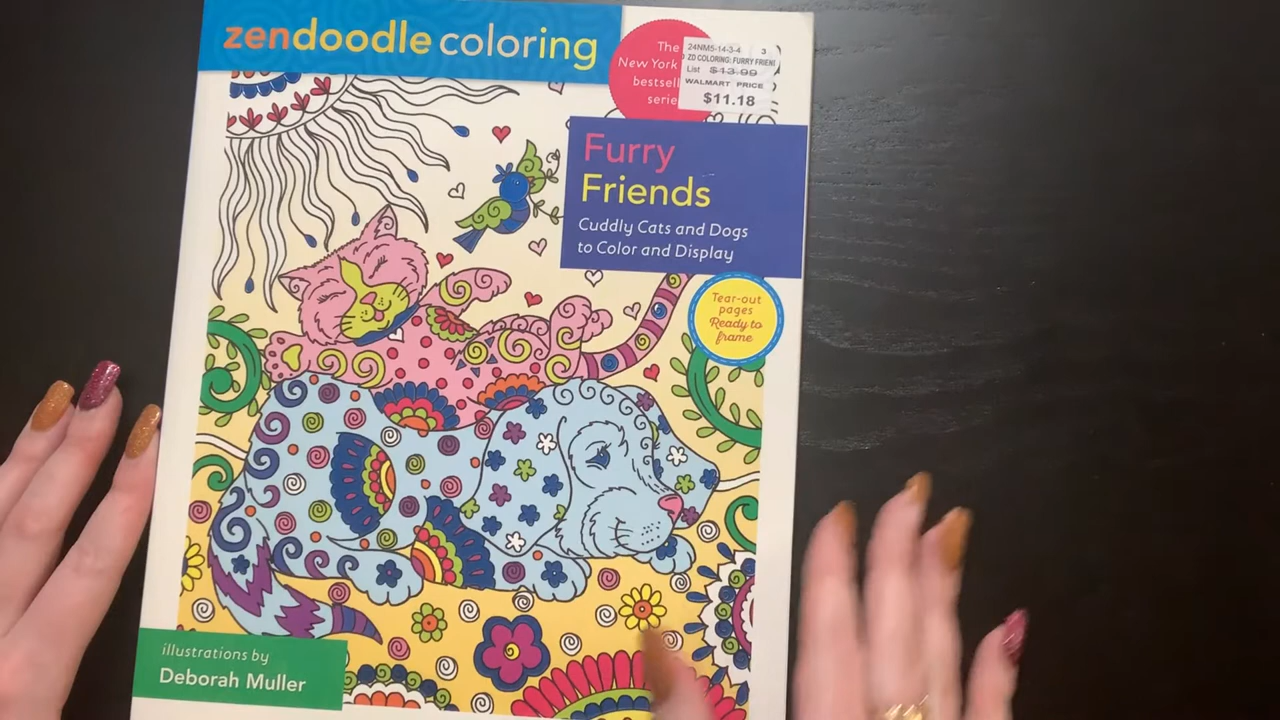 zendoodle coloring
The
New York
bestsell
serie
24NM5-14-3-4 3
ZD COLORING: FURRY FRIEN
List $13.99
WALMART PRICE
$11.18
Furry
Friends
Cuddly Cats and Dogs
to Color and Display
Tear-out
pages
Ready to
frame
illustrations by
Deborah Muller